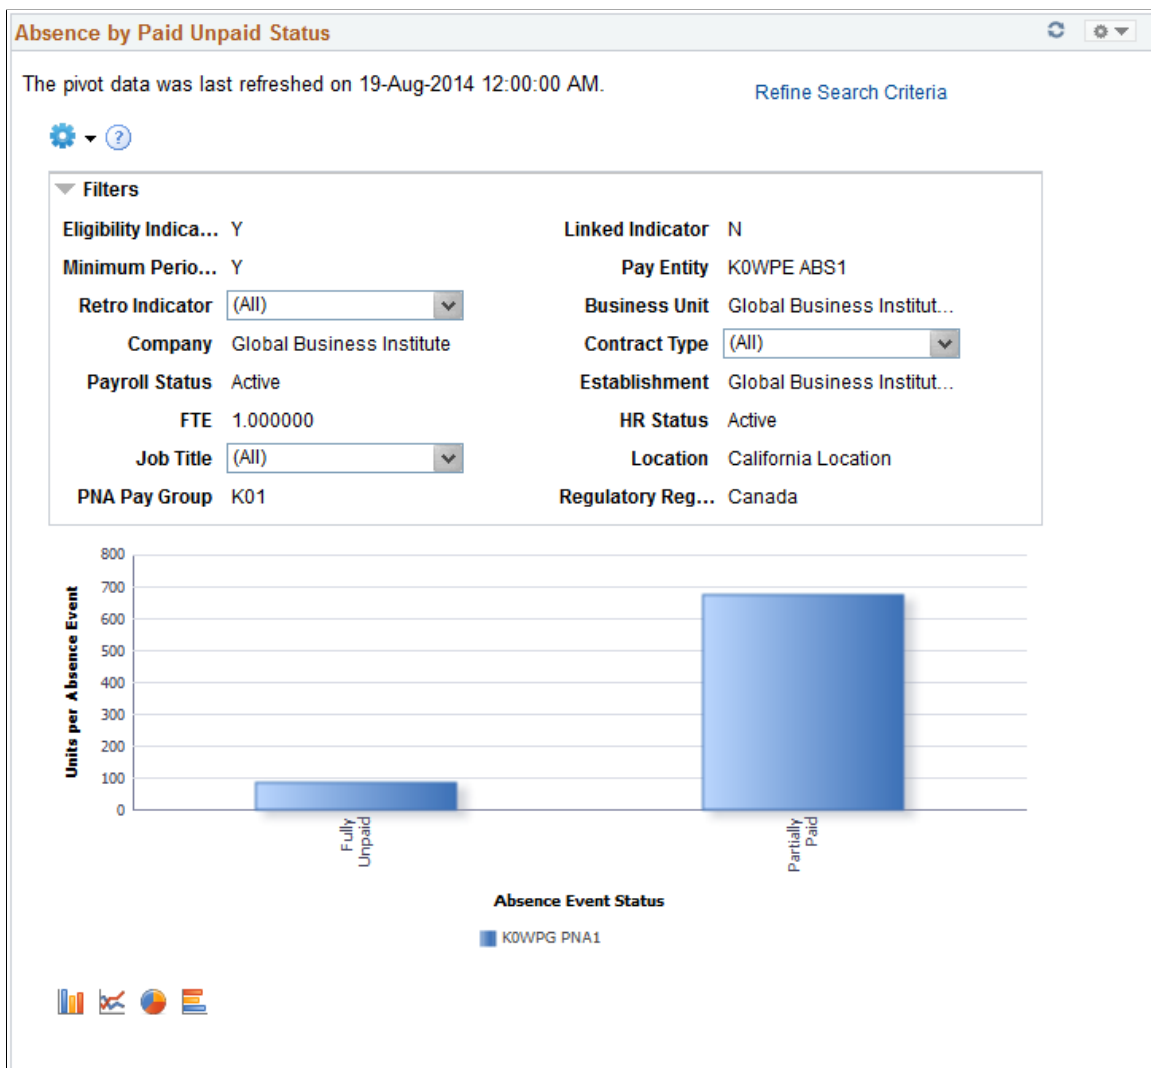 Absence by Paid Unpaid Status
The pivot data was last refreshed on 19-Aug-2014 12:00:00 AM.
Refine Search Criteria
?
Filters
Eligibility Indica... Y
Linked Indicator N
Minimum Perio... Y
Pay Entity K0WPE ABS1
Retro Indicator (All)
Business Unit Global Business Institut...
Company Global Business Institute
Contract Type (All)
Payroll Status Active
Establishment Global Business Institut...
FTE 1.000000
HR Status Active
Job Title (All)
Location California Location
PNA Pay Group K01
Regulatory Reg... Canada
Units per Absence Event
800
700
600
500
400
300
200
100
0
Fully
Unpaid
Partially
Paid
Absence Event Status
K0WPG PNA1